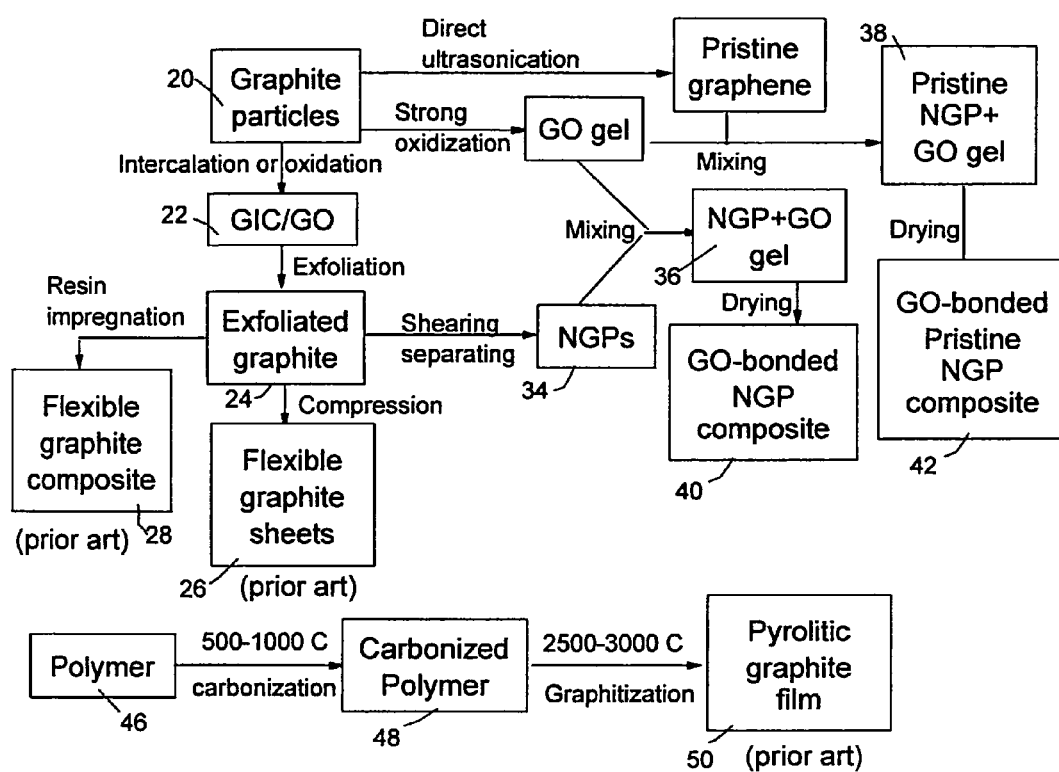 Direct
ultrasonication
Pristine
graphene
38
20
Graphite
particles
Strong
oxidization
GO gel
Mixing
Pristine
NGP+
GO gel
Intercalation or oxidation
22
GIC/GO
Mixing
NGP+GO
gel
36
Drying
Exfoliation
Resin
impregnation
Exfoliated
graphite
24
Shearing
separating
NGPs
34
Drying
GO-bonded
NGP
composite
40
GO-bonded
Pristine
NGP
composite
42
Compression
Flexible
graphite
composite
28
(prior art)
Flexible
graphite
sheets
26
(prior art)
Polymer
46
500-1000 C
carbonization
Carbonized
Polymer
48
2500-3000 C
Graphitization
Pyrolitic
graphite
film
50
(prior art)